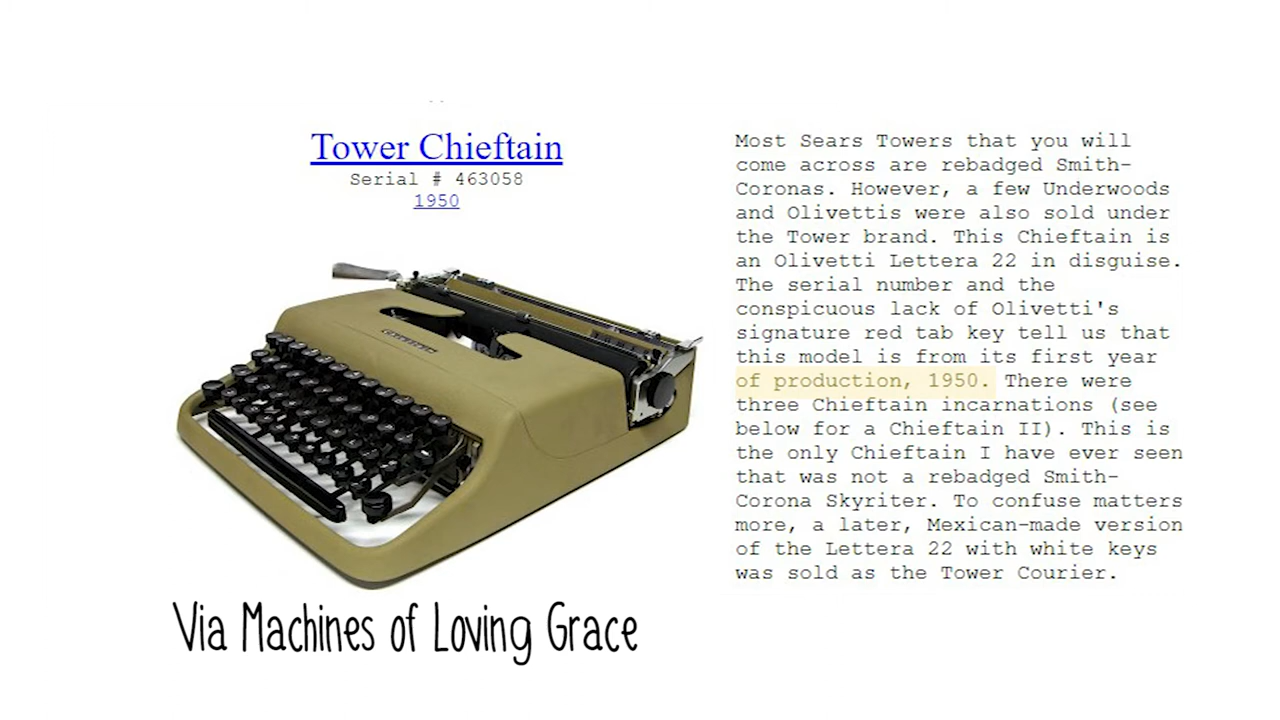 Tower Chieftain
Serial # 463058
1950
Most Sears Towers that you will
come across are rebadged Smith-
Coronas. However, a few Underwoods
and Olivettis were also sold under
the Tower brand. This Chieftain is
an Olivetti Lettera 22 in disguise.
The serial number and the
conspicuous lack of Olivetti's
signature red tab key tell us that
this model is from its first year
of production, 1950. There were
three Chieftain incarnations (see
below for a Chieftain II). This is
the only Chieftain I have ever seen
that was not a rebadged Smith-
Corona Skyriter. To confuse matters
more, a later, Mexican-made version
of the Lettera 22 with white keys
was sold as the Tower Courier.
Via Machines of Loving Grace